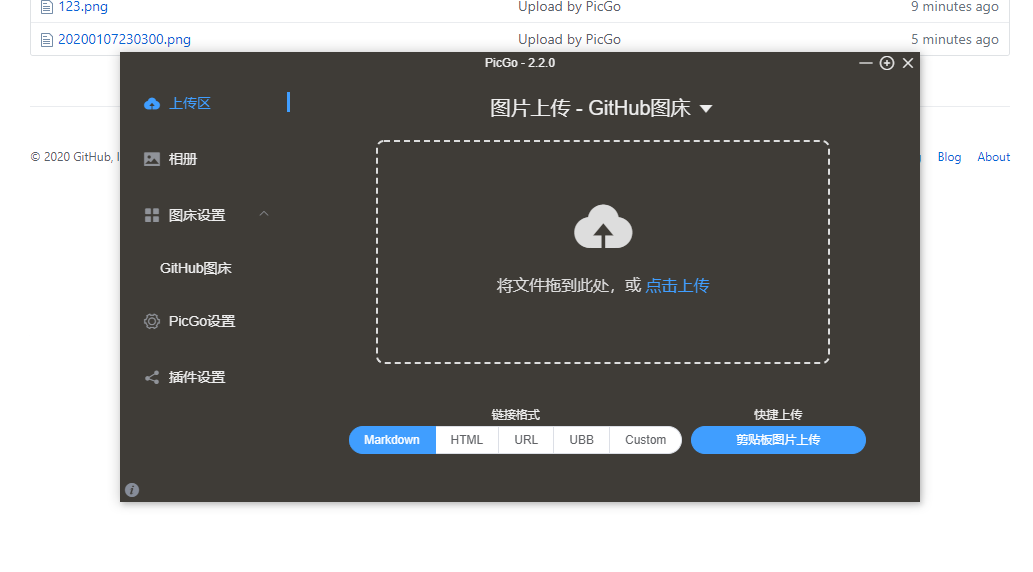 123.png Upload by PicGo 9 minutes ago
20200107230300.png Upload by PicGo 5 minutes ago
PicGo - 2.2.0
上传区
图片上传 - GitHub图床
© 2020 GitHub,
Blog About
相册
图床设置
GitHub图床
将文件拖到此处，或 点击上传
PicGo设置
插件设置
链接格式 快捷上传
Markdown HTML URL UBB Custom 剪贴板图片上传